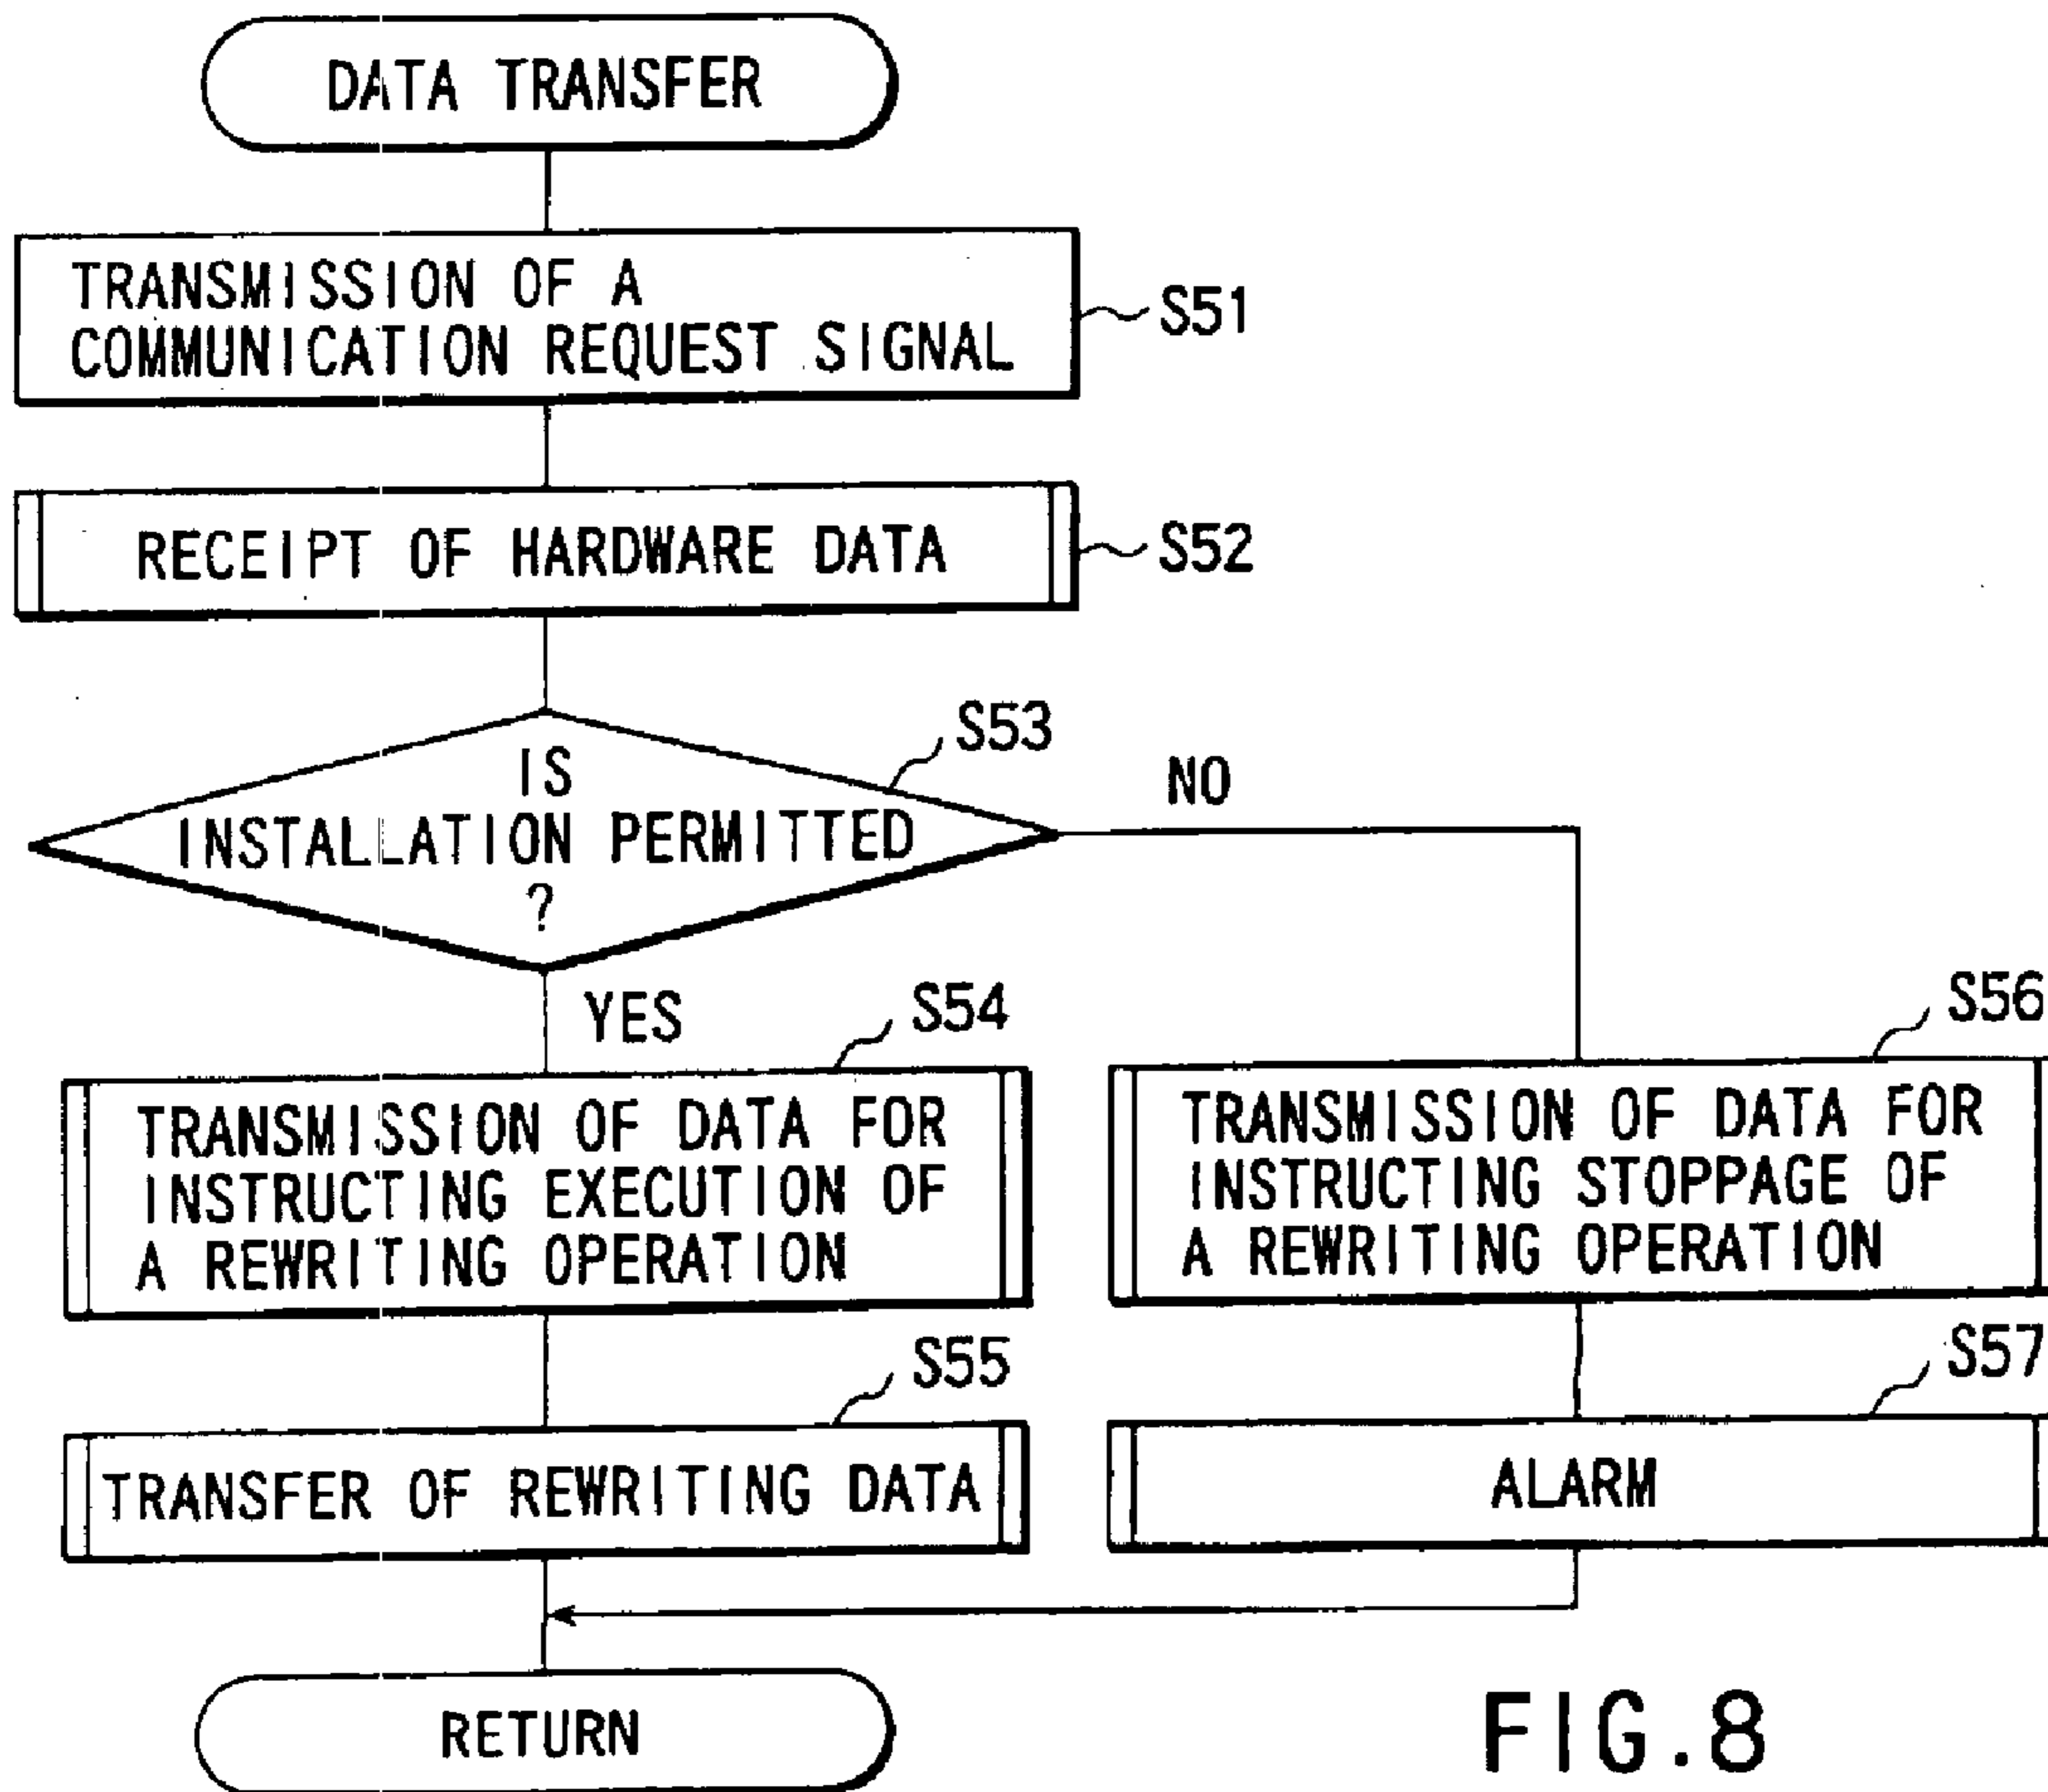 DATA TRANSFER
TRANSMISSION OF A
COMMUNICATION REQUEST SIGNAL
S51
RECEIPT OF HARDWARE DATA
S52
S53
IS
INSTALLATION PERMITTED
?
NO
YES
S54
TRANSMISSION OF DATA FOR
INSTRUCTING EXECUTION OF
A REWRITING OPERATION
S56
TRANSMISSION OF DATA FOR
INSTRUCTING STOPPAGE OF
A REWRITING OPERATION
S55
TRANSFER OF REWRITING DATA
S57
ALARM
RETURN
FIG.8